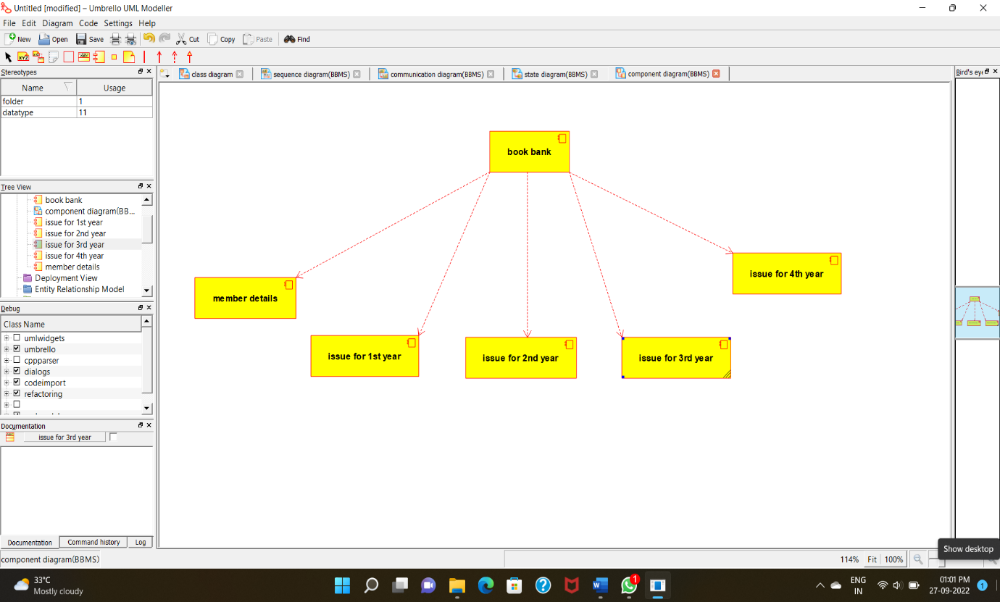 Untitled [modified] – Umbrello UML Modeller
File Edit Diagram Code Settings Help
New Open Save Cut Copy Paste Find
XYZ
Stereotypes
Name Usage
folder 1
datatype 11
class diagram sequence diagram(BBMS) communication diagram(BBMS) state diagram(BBMS) component diagram(BBMS)
Bird's eye
Tree View
book bank
component diagram(BB...
issue for 1st year
issue for 2nd year
issue for 3rd year
issue for 4th year
member details
Deployment View
Entity Relationship Model
Debug
Class Name
umlwidgets
umbrello
cppparser
dialogs
codeimport
refactoring
Documentation
issue for 3rd year
Documentation Command history Log
book bank
member details
issue for 1st year
issue for 2nd year
issue for 3rd year
issue for 4th year
component diagram(BBMS)
114% Fit 100%
Show desktop
33°C
Mostly cloudy
1
ENG
IN
01:01 PM
27-09-2022
1